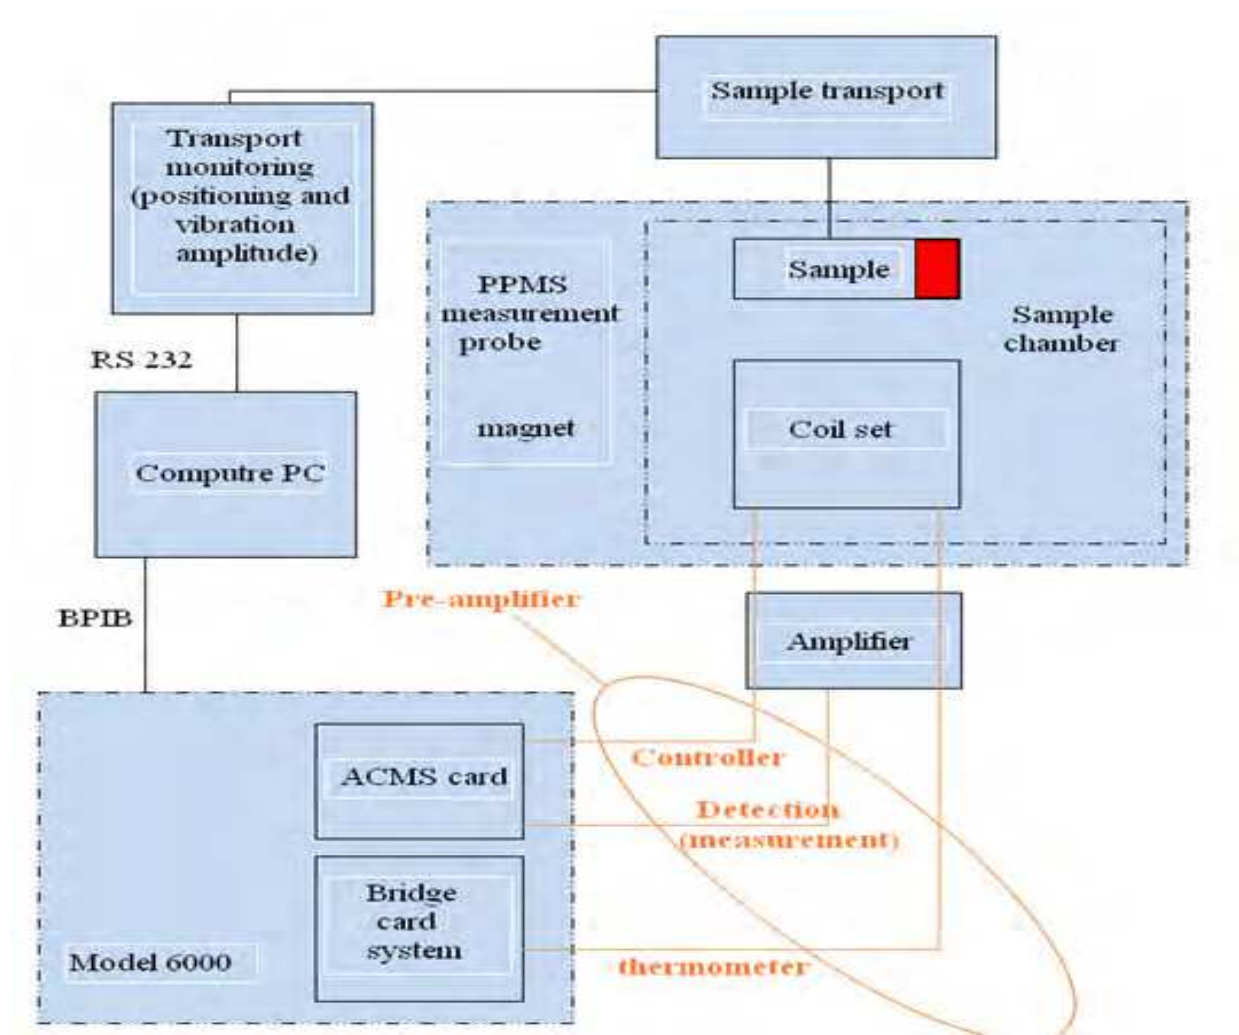 Sample transport
Transport
monitoring
(positioning and
vibration
amplitude)
PPMS
measurement
probe
magnet
Sample
Sample
chamber
RS 232
Coil set
Computre PC
BPIB
Pre-amplifier
Amplifier
Controller
ACMS card
Detection
(measurement)
Bridge
card
system
Model 6000
thermometer